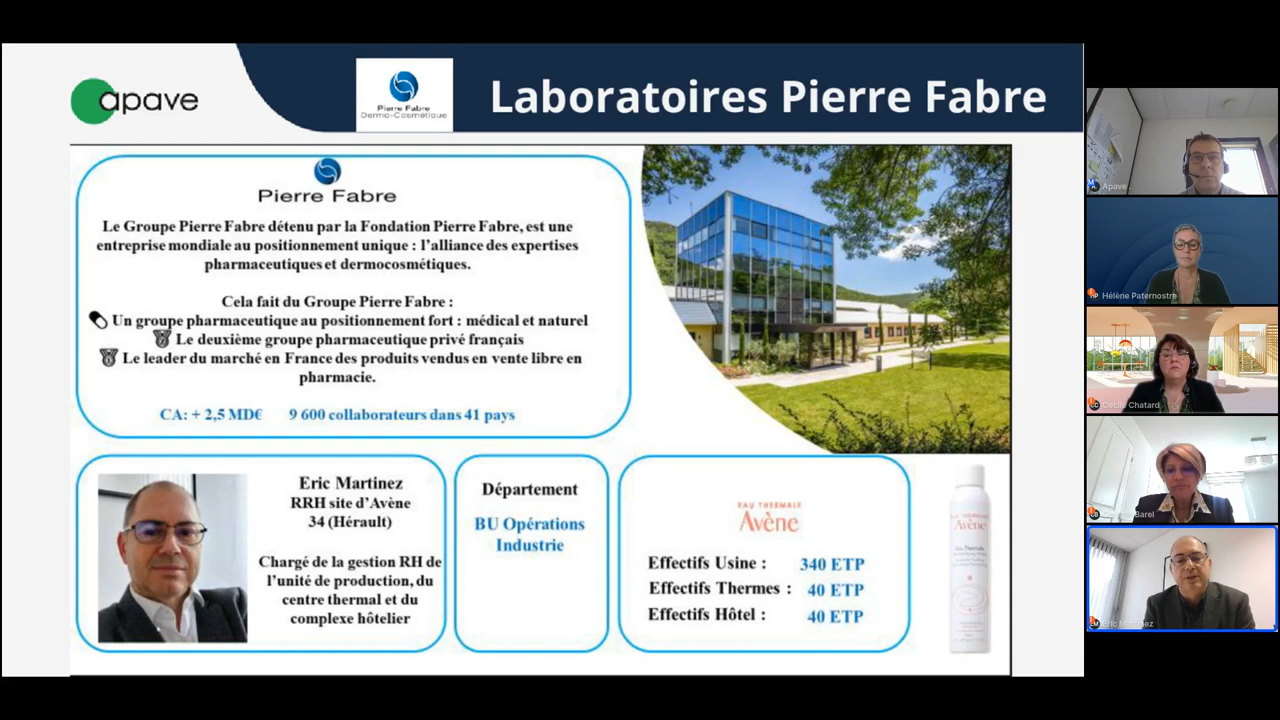 apave
Pierre Fabre
Dermo-Cosmétique
Laboratoires Pierre Fabre
Pierre Fabre
Le Groupe Pierre Fabre détenu par la Fondation Pierre Fabre, est une
entreprise mondiale au positionnement unique : l’alliance des expertises
pharmaceutiques et dermocosmétiques.
Cela fait du Groupe Pierre Fabre :
Un groupe pharmaceutique au positionnement fort : médical et naturel
Le deuxième groupe pharmaceutique privé français
Le leader du marché en France des produits vendus en vente libre en
pharmacie.
CA: + 2,5 MD€ 9 600 collaborateurs dans 41 pays
Eric Martinez
RRH site d’Avène
34 (Hérault)
Chargé de la gestion RH de
l’unité de production, du
centre thermal et du
complexe hôtelier
Département
BU Opérations
Industrie
EAU THERMALE
Avène
Effectifs Usine : 340 ETP
Effectifs Thermes : 40 ETP
Effectifs Hôtel : 40 ETP
EAU THERMALE
Avène
Eau Thermale
Apave
Hélène Paternostre
Cécile Chatard
Barel
Eric Martinez